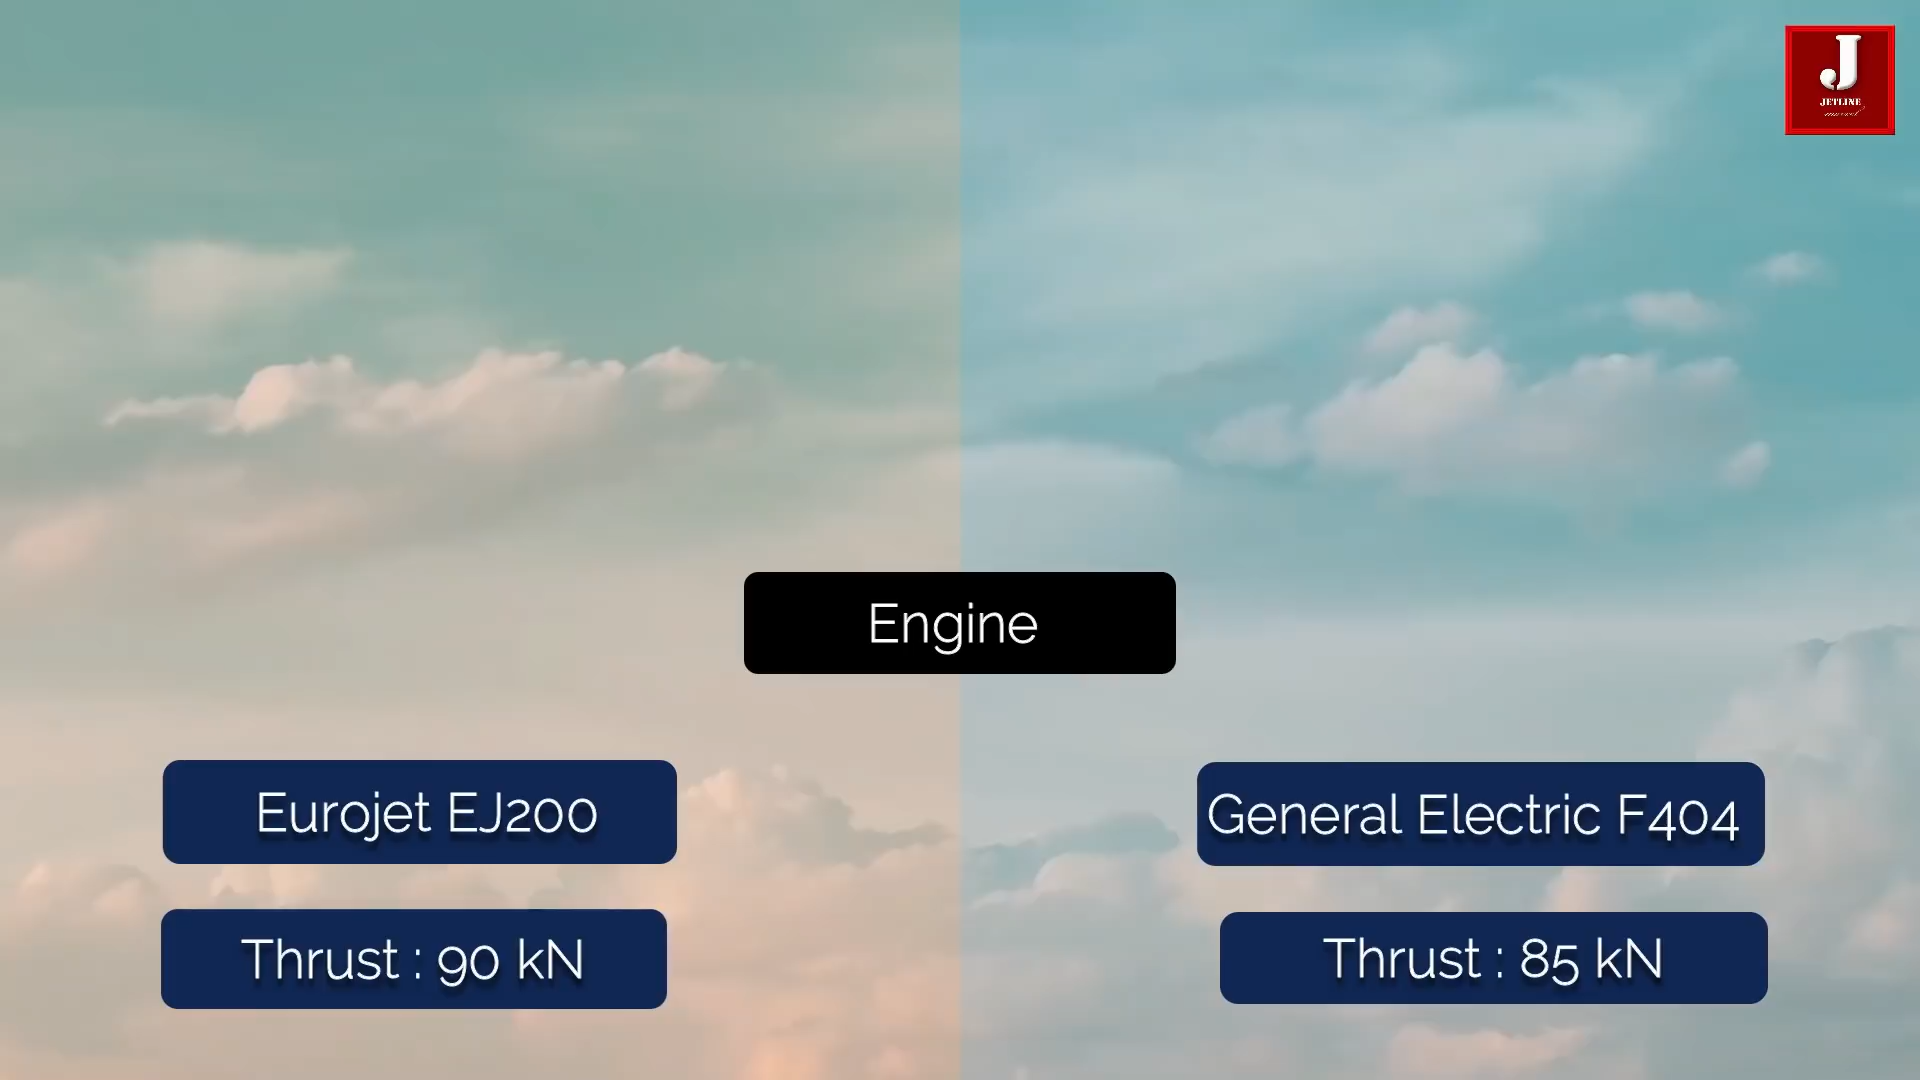 J
JETLINE
Engine
Eurojet EJ200
General Electric F404
Thrust : 90 kN
Thrust : 85 kN